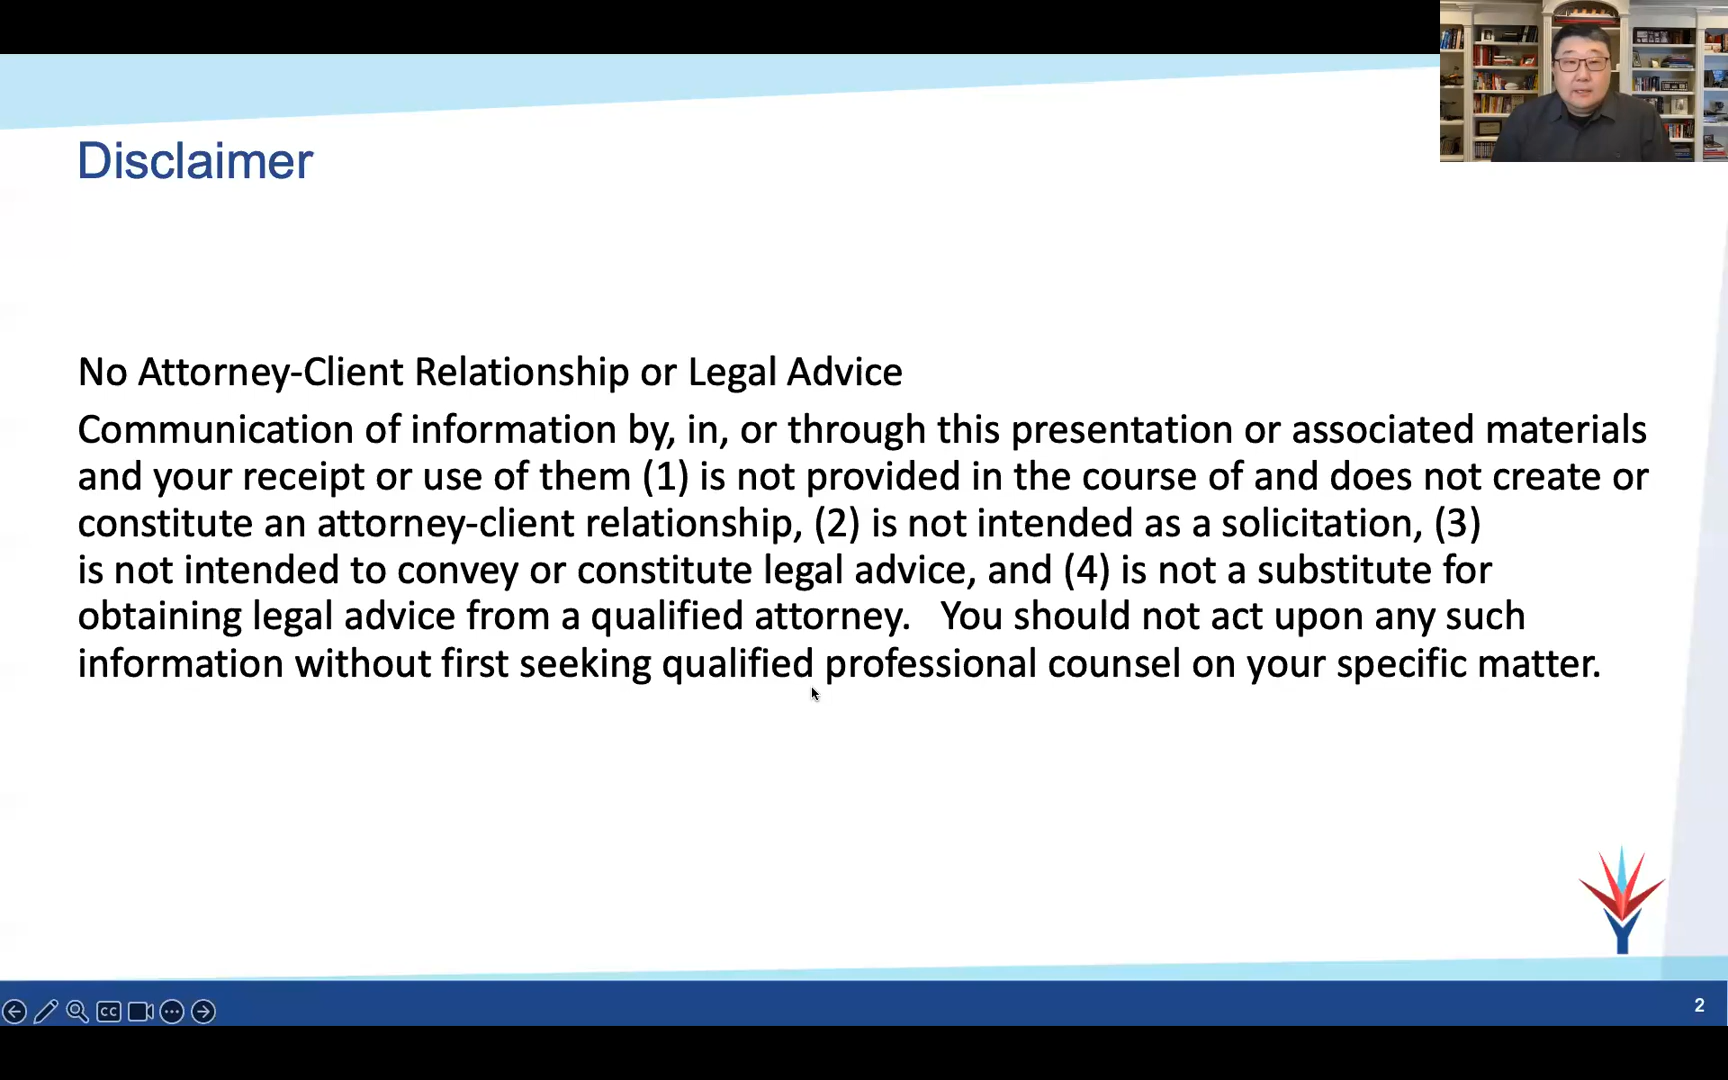 Disclaimer
No Attorney-Client Relationship or Legal Advice
Communication of information by, in, or through this presentation or associated materials
and your receipt or use of them (1) is not provided in the course of and does not create or
constitute an attorney-client relationship, (2) is not intended as a solicitation, (3)
is not intended to convey or constitute legal advice, and (4) is not a substitute for
obtaining legal advice from a qualified attorney.   You should not act upon any such
information without first seeking qualified professional counsel on your specific matter.
CC
2